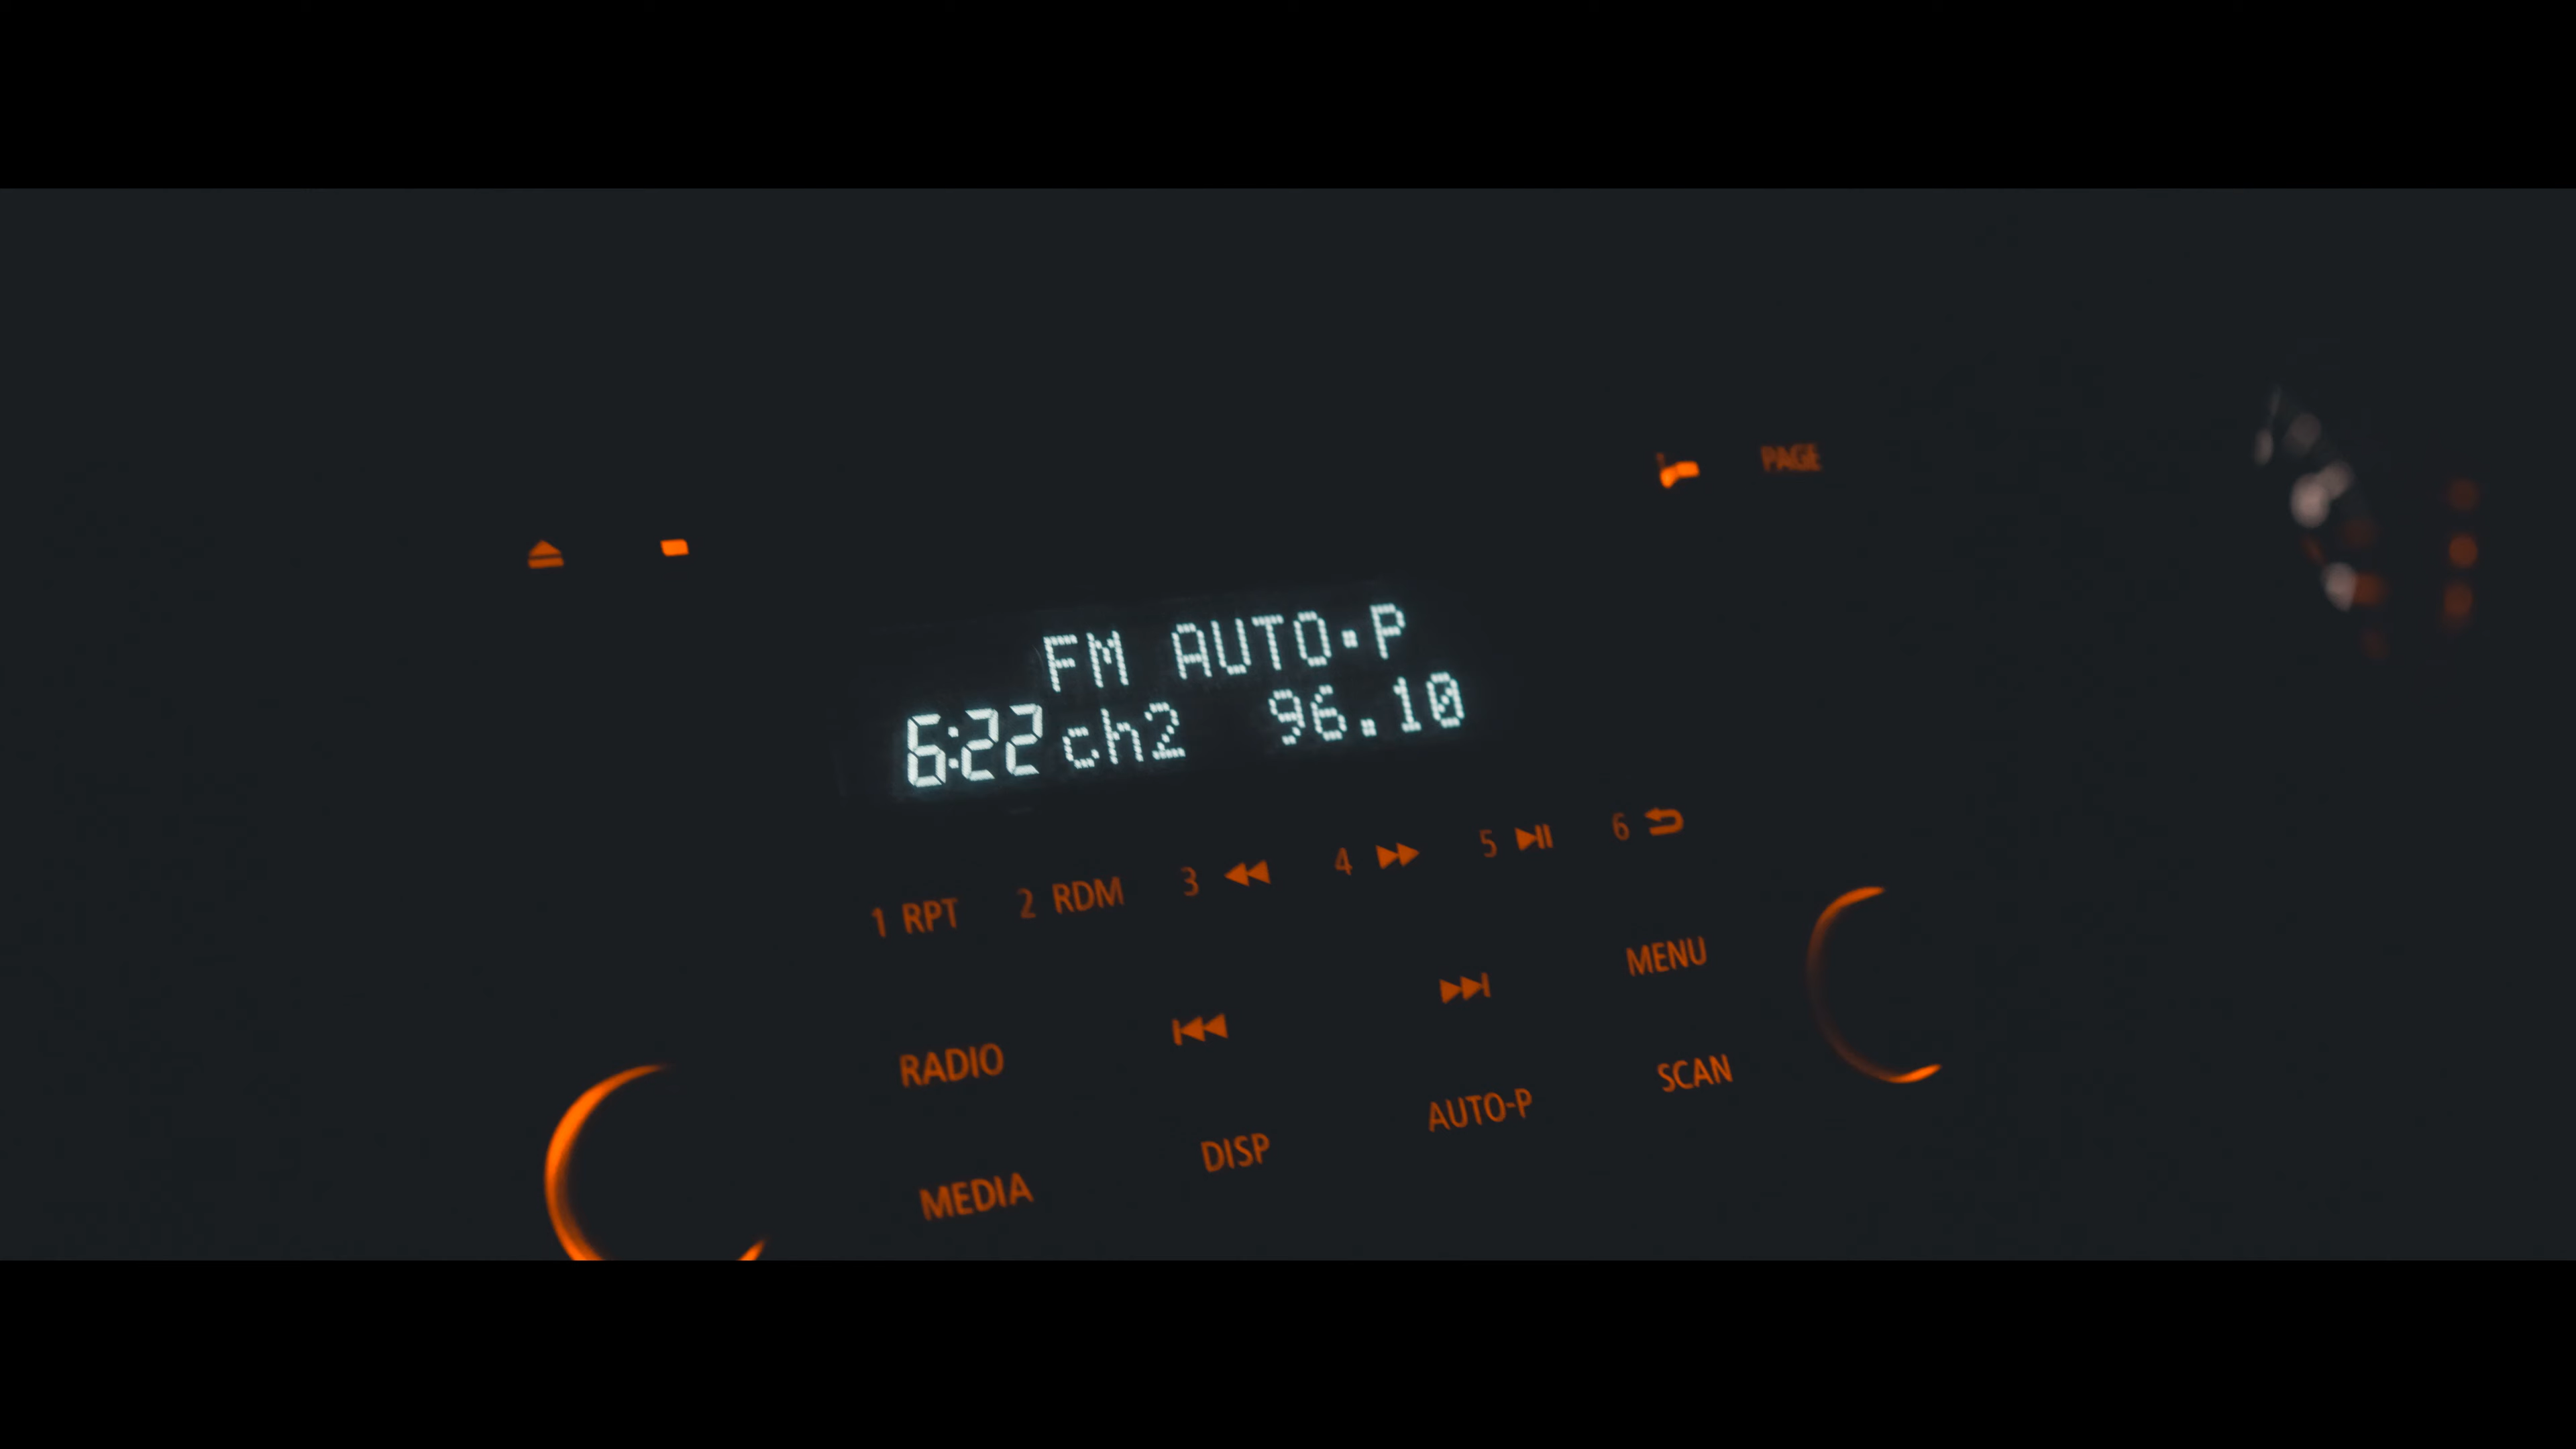 PAGE
FM AUTO·P
6:22 ch2 96.10
1 RPT 2 RDM 3 4 5 6
MENU
RADIO
SCAN
AUTO-P
DISP
MEDIA